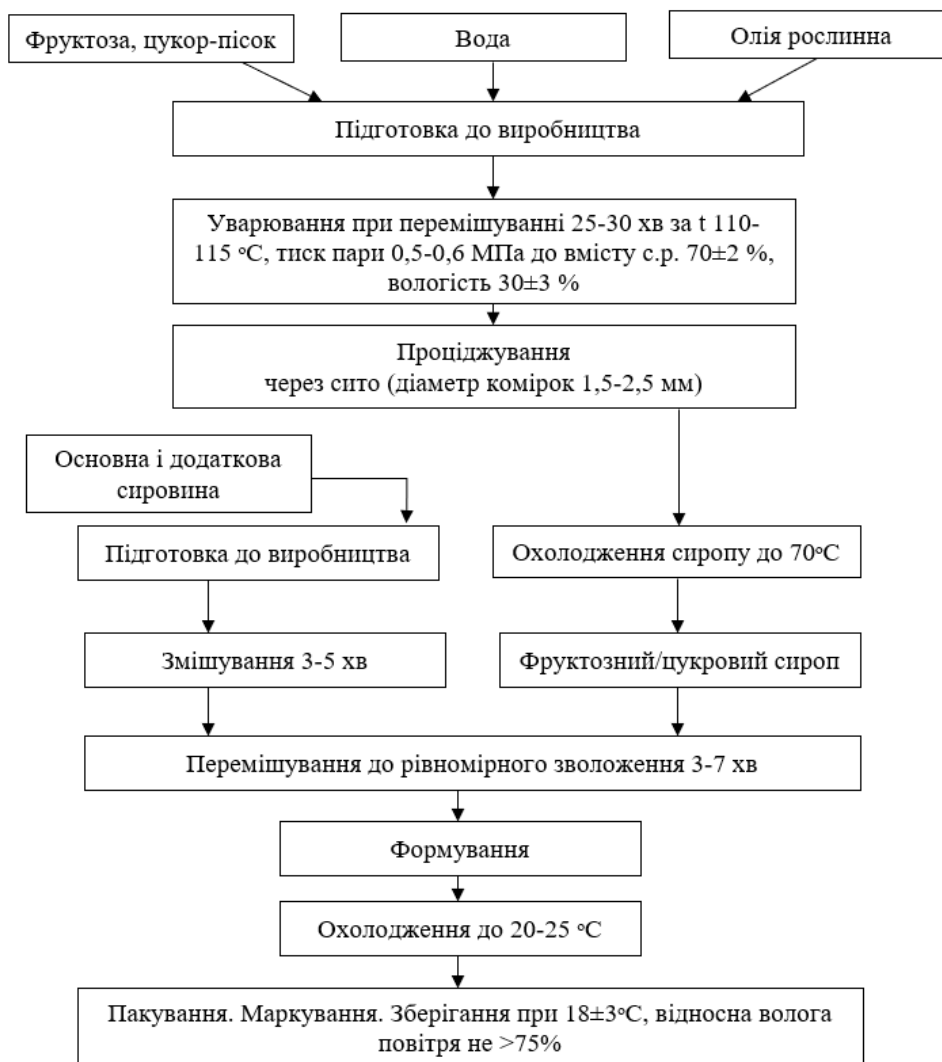 Фруктоза, цукор-пісок
Вода
Олія рослинна
Підготовка до виробництва
Уварювання при перемішуванні 25-30 хв за t 110-
115 ᵒС, тиск пари 0,5-0,6 МПа до вмісту с.р. 70±2 %,
вологість 30±3 %
Проціджування
через сито (діаметр комірок 1,5-2,5 мм)
Основна і додаткова
сировина
Підготовка до виробництва
Охолодження сиропу до 70ᵒС
Змішування 3-5 хв
Фруктозний/цукровий сироп
Перемішування до рівномірного зволоження 3-7 хв
Формування
Охолодження до 20-25 ᵒС
Пакування. Маркування. Зберігання при 18±3ᵒС, відносна волога
повітря не >75%